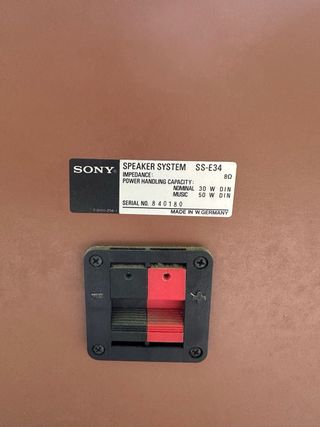 SONY
SPEAKER SYSTEM SS-E34
IMPEDANCE: 8Ω
POWER HANDLING CAPACITY:
NOMINAL 30 W DIN
MUSIC 50 W DIN
SERIAL NO. 840180
MADE IN W.GERMANY